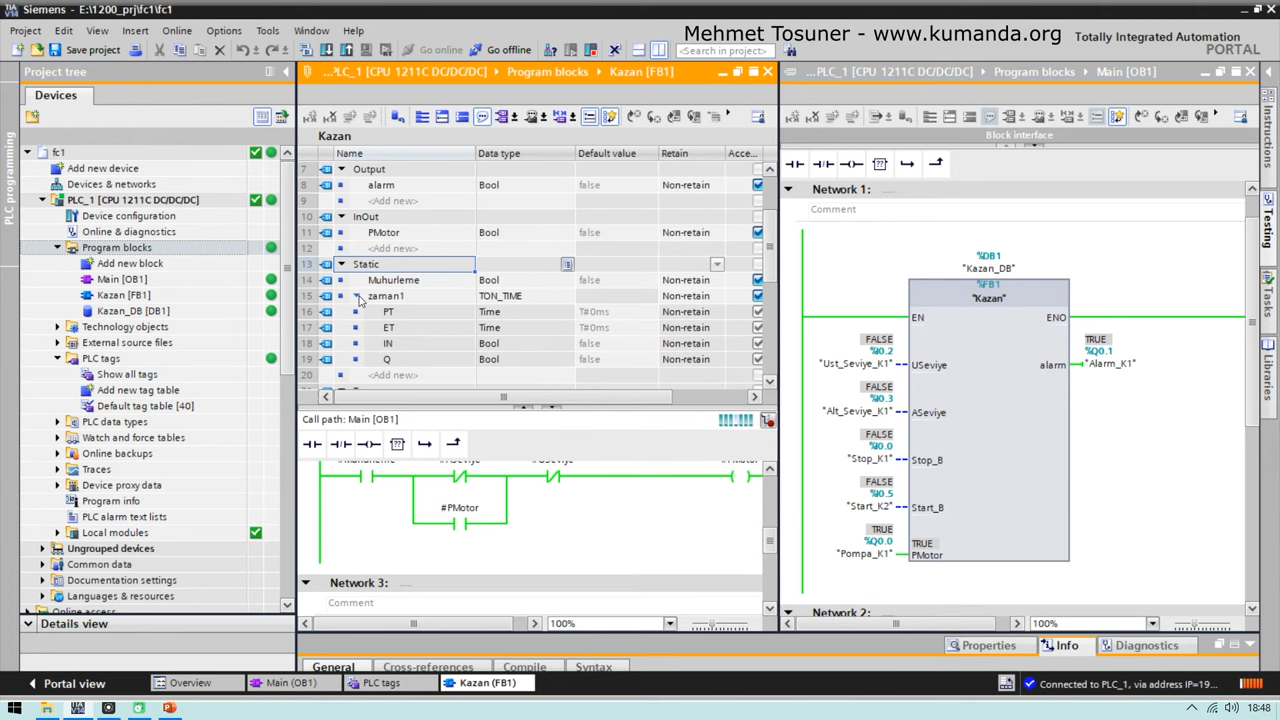 Siemens - E:\1200_prj\fc1\fc1
Project Edit View Insert Online Options Tools Window Help
Mehmet Tosuner - www.kumanda.org
Totally Integrated Automation
PORTAL
Save project
Go online
Go offline
<Search in project>
Project tree
Devices
PLC programming
fc1
Add new device
Devices & networks
PLC_1 [CPU 1211C DC/DC/DC]
Device configuration
Online & diagnostics
Program blocks
Add new block
Main [OB1]
Kazan [FB1]
Kazan_DB [DB1]
Technology objects
External source files
PLC tags
Show all tags
Add new tag table
Default tag table [40]
PLC data types
Watch and force tables
Online backups
Traces
Device proxy data
Program info
PLC alarm text lists
Local modules
Ungrouped devices
Common data
Documentation settings
Languages & resources
Details view
...?LC_1 [CPU 1211C DC/DC/DC] Program blocks Kazan [FB1]
Kazan
Name Data type Default value Retain Acce...
7 Output
8 alarm Bool false Non-retain
9 <Add new>
10 InOut
11 PMotor Bool false Non-retain
12 <Add new>
13 Static
14 Muhurleme Bool false Non-retain
15 zaman1 TON_TIME Non-retain
16 PT Time T#0ms Non-retain
17 ET Time T#0ms Non-retain
18 IN Bool false Non-retain
19 Q Bool false Non-retain
20 <Add new>
Call path: Main [OB1]
#PMotor
Network 3: .....
Comment
100%
General Cross-references Compile Syntax
...PLC_1 [CPU 1211C DC/DC/DC] Program blocks Main [OB1]
Block interface
Network 1: .....
Comment
%DB1
"Kazan_DB"
%FB1
"Kazan"
EN ENO
FALSE
%I0.2
"Ust_Seviye_K1" USeviye
TRUE
%Q0.1
alarm "Alarm_K1"
FALSE
%I0.3
"Alt_Seviye_K1" ASeviye
FALSE
%I0.0
"Stop_K1" Stop_B
FALSE
%I0.5
"Start_K2" Start_B
TRUE
%Q0.0
"Pompa_K1"
TRUE
PMotor
Network 2: .....
100%
Properties Info Diagnostics
Instructions
Testing
Tasks
Libraries
Portal view Overview Main (OB1) PLC tags Kazan (FB1)
Connected to PLC_1, via address IP=19...
18:48